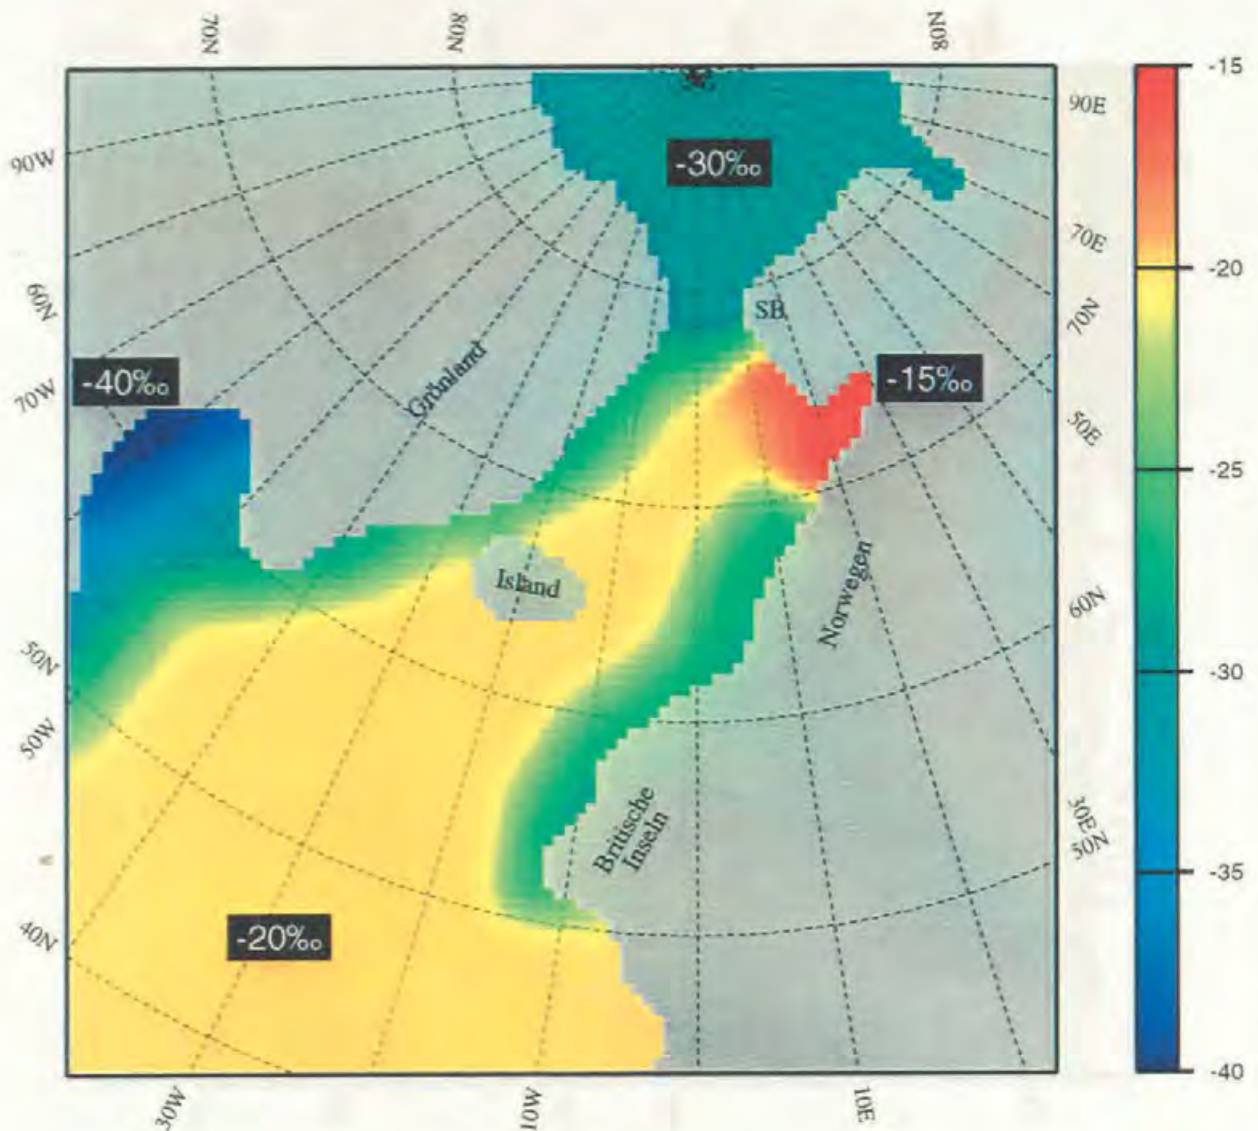 70N
80N
80N
90W
90E
-15
-30‰
70E
-20
60N
70N
SB
Grönland
-40‰
-15‰
70W
50E
-25
Island
Norwegen
60N
50N
-30
50W
30E
50N
Britische
Inseln
-35
40N
-20‰
-40
30W
10W
10E